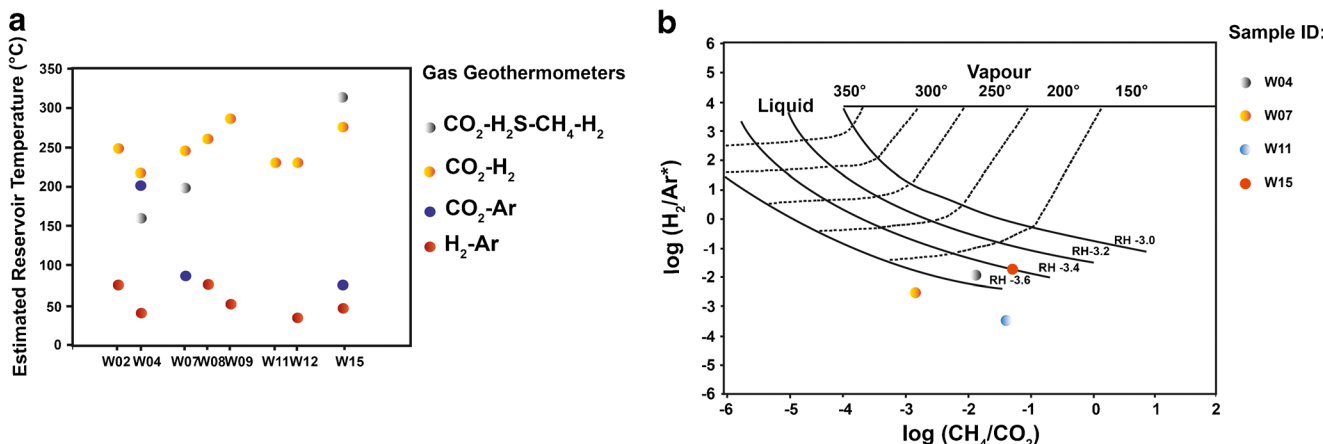 a
Estimated Reservoir Temperature (°C)
350
300
250
200
150
100
50
0
W02 W04 W07 W08 W09 W11 W12 W15
Gas Geothermometers
CO₂-H₂S-CH₄-H₂
CO₂-H₂
CO₂-Ar
H₂-Ar
b
log (H₂/Ar*)
6
5
4
3
2
1
0
-1
-2
-3
-4
-5
-6
Vapour
350° 300° 250° 200° 150°
Liquid
RH -3.0
RH -3.2
RH -3.4
RH -3.6
-6 -5 -4 -3 -2 -1 0 1 2
log (CH₄/CO₂)
Sample ID:
W04
W07
W11
W15